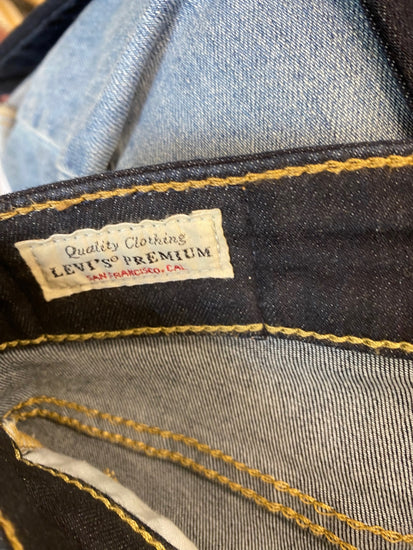 Quality Clothing
LEVI'S® PREMIUM
SAN FRANCISCO, CAL